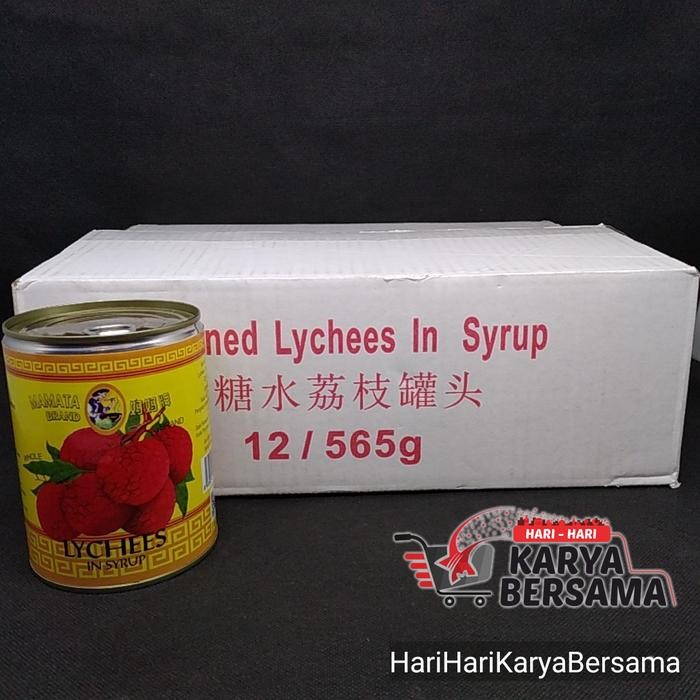 ned Lychees In Syrup
糖水荔枝罐头
12 / 565g
MAMATA
BRAND
WHOLE
LYCHEES
IN SYRUP
HARI - HARI
KARYA
BERSAMA
HariHariKaryaBersama